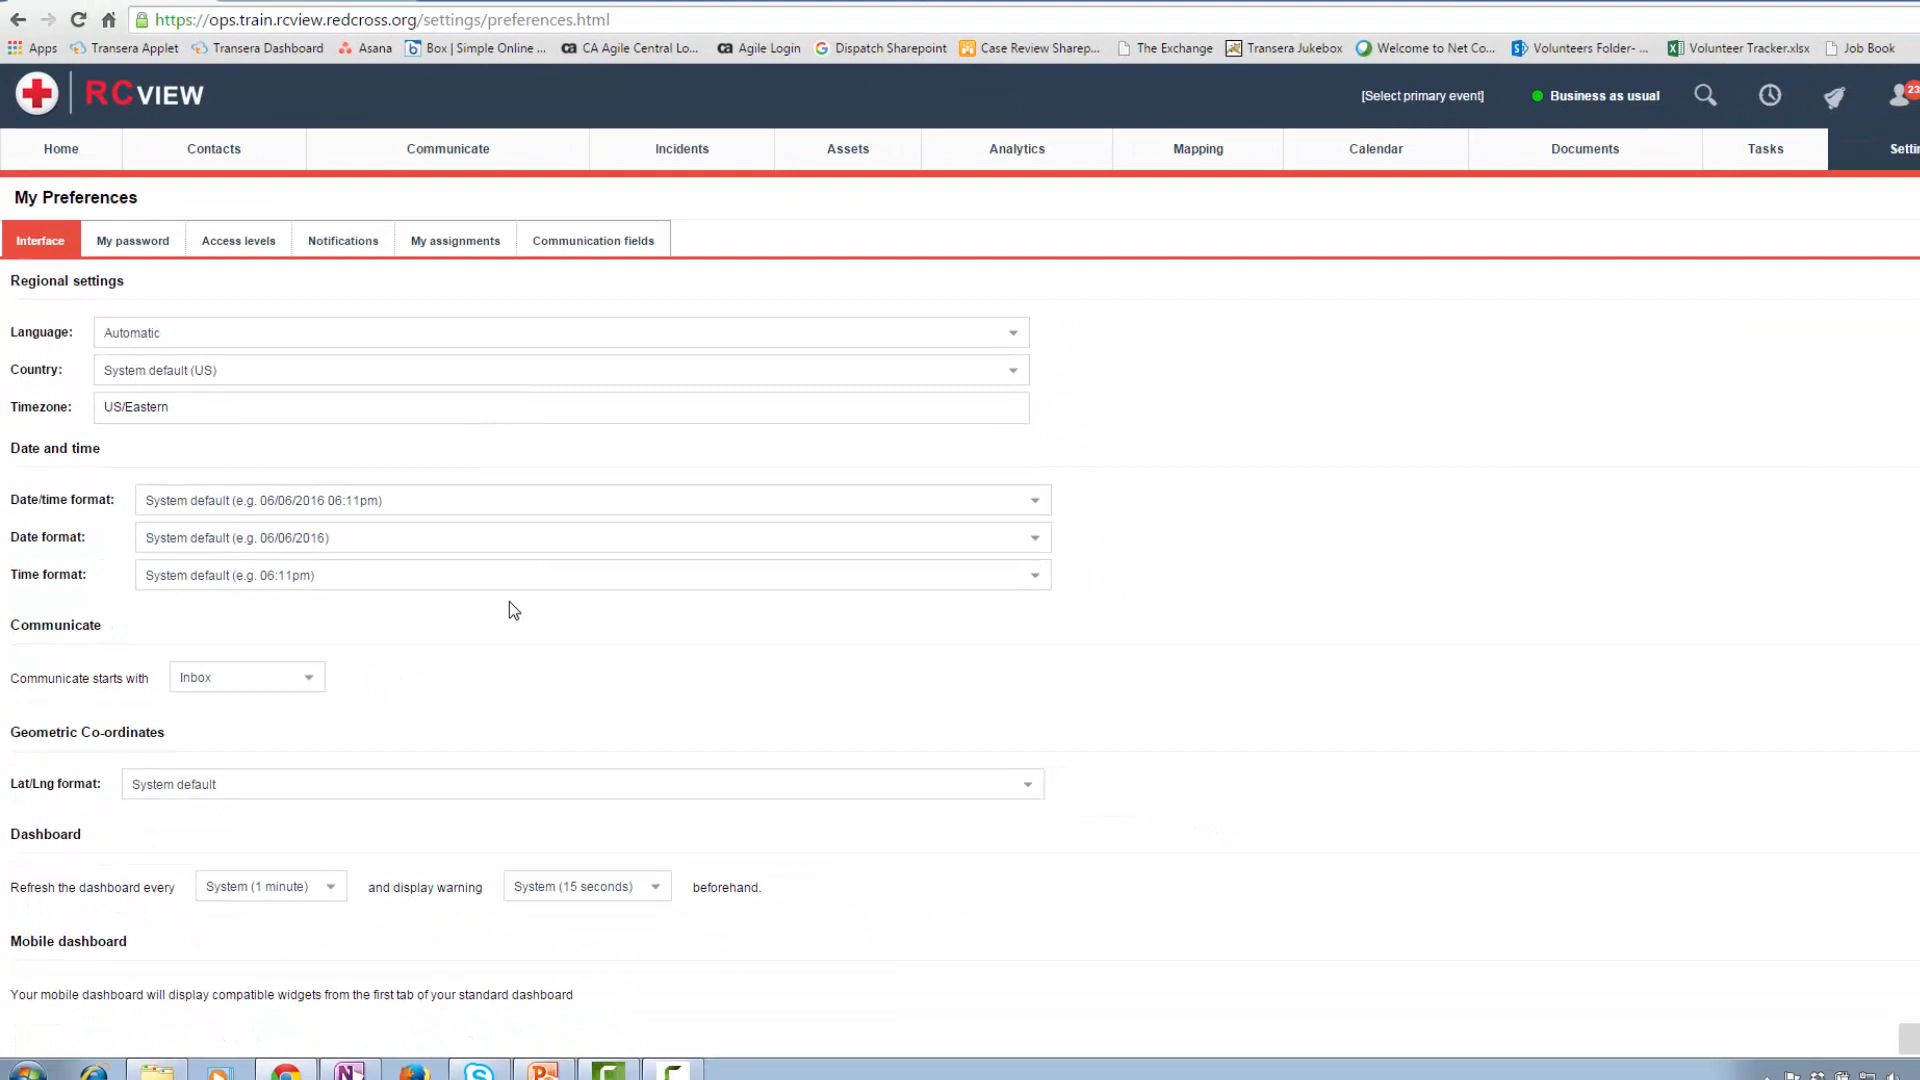 https://ops.train.rcview.redcross.org/settings/preferences.html
Apps Transera Applet Transera Dashboard Asana Box | Simple Online ... CA Agile Central Lo... Agile Login Dispatch Sharepoint Case Review Sharep... The Exchange Transera Jukebox Welcome to Net Co... Volunteers Folder- ... Volunteer Tracker.xlsx Job Book
RCVIEW [Select primary event] Business as usual 23
Home Contacts Communicate Incidents Assets Analytics Mapping Calendar Documents Tasks Setti
My Preferences
Interface My password Access levels Notifications My assignments Communication fields
Regional settings
Language: Automatic
Country: System default (US)
Timezone: US/Eastern
Date and time
Date/time format: System default (e.g. 06/06/2016 06:11pm)
Date format: System default (e.g. 06/06/2016)
Time format: System default (e.g. 06:11pm)
Communicate
Communicate starts with Inbox
Geometric Co-ordinates
Lat/Lng format: System default
Dashboard
Refresh the dashboard every System (1 minute) and display warning System (15 seconds) beforehand.
Mobile dashboard
Your mobile dashboard will display compatible widgets from the first tab of your standard dashboard